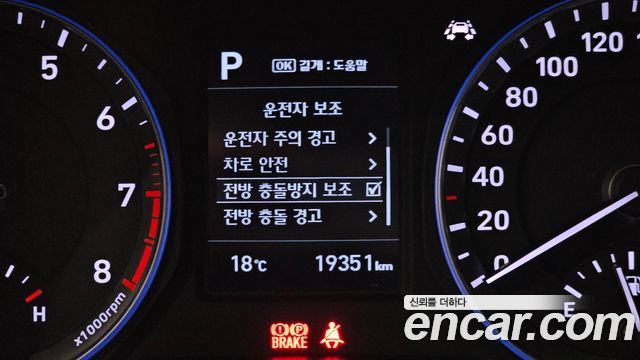 P OK 길게 : 도움말
운전자 보조
운전자 주의 경고
차로 안전
전방 충돌방지 보조
전방 충돌 경고
18℃ 19351 km
5
6
7
8
x1000rpm
H
120
100
80
60
40
20
0
E
P
BRAKE
신뢰를 더하다
encar.com